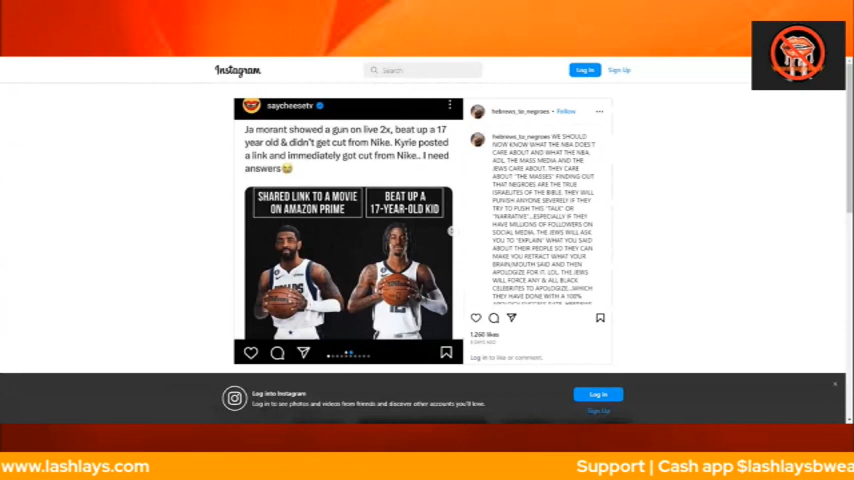 Instagram
Search
Log In
Sign Up
saycheesetv
Ja morant showed a gun on live 2x, beat up a 17
year old & didn't get cut from Nike. Kyrie posted
a link and immediately got cut from Nike.. I need
answers😭
SHARED LINK TO A MOVIE
ON AMAZON PRIME
BEAT UP A
17-YEAR-OLD KID
12
hebrews_to_negroes • Follow
hebrews_to_negroes WE SHOULD
NOW KNOW WHAT THE NBA DOES'T
CARE ABOUT AND WHAT THE NBA,
ADL, THE MASS MEDIA AND THE
JEWS CARE ABOUT. THEY CARE
ABOUT "THE MASSES" FINDING OUT
THAT NEGROES ARE THE TRUE
ISRAELITES OF THE BIBLE. THEY WILL
PUNISH ANYONE SEVERELY IF THEY
TRY TO PUSH THIS "TALK" OR
"NARRATIVE"...ESPECIALLY IF THEY
HAVE MILLIONS OF FOLLOWERS ON
SOCIAL MEDIA. THE JEWS WILL ASK
YOU TO "EXPLAIN" WHAT YOU SAID
ABOUT THEIR PEOPLE SO THEY CAN
MAKE YOU RETRACT WHAT YOUR
BRAIN/MOUTH SAID AND THEN
APOLOGIZE FOR IT. LOL. THE JEWS
WILL FORCE ANY & ALL BLACK
CELEBRITIES TO APOLOGIZE...WHICH
THEY HAVE DONE WITH A 100%
1,260 likes
6 DAYS AGO
Log in to like or comment.
Log into Instagram
Log in to see photos and videos from friends and discover other accounts you'll love.
Log in
Sign Up
www.lashlays.com
Support | Cash app $lashlaysbwea